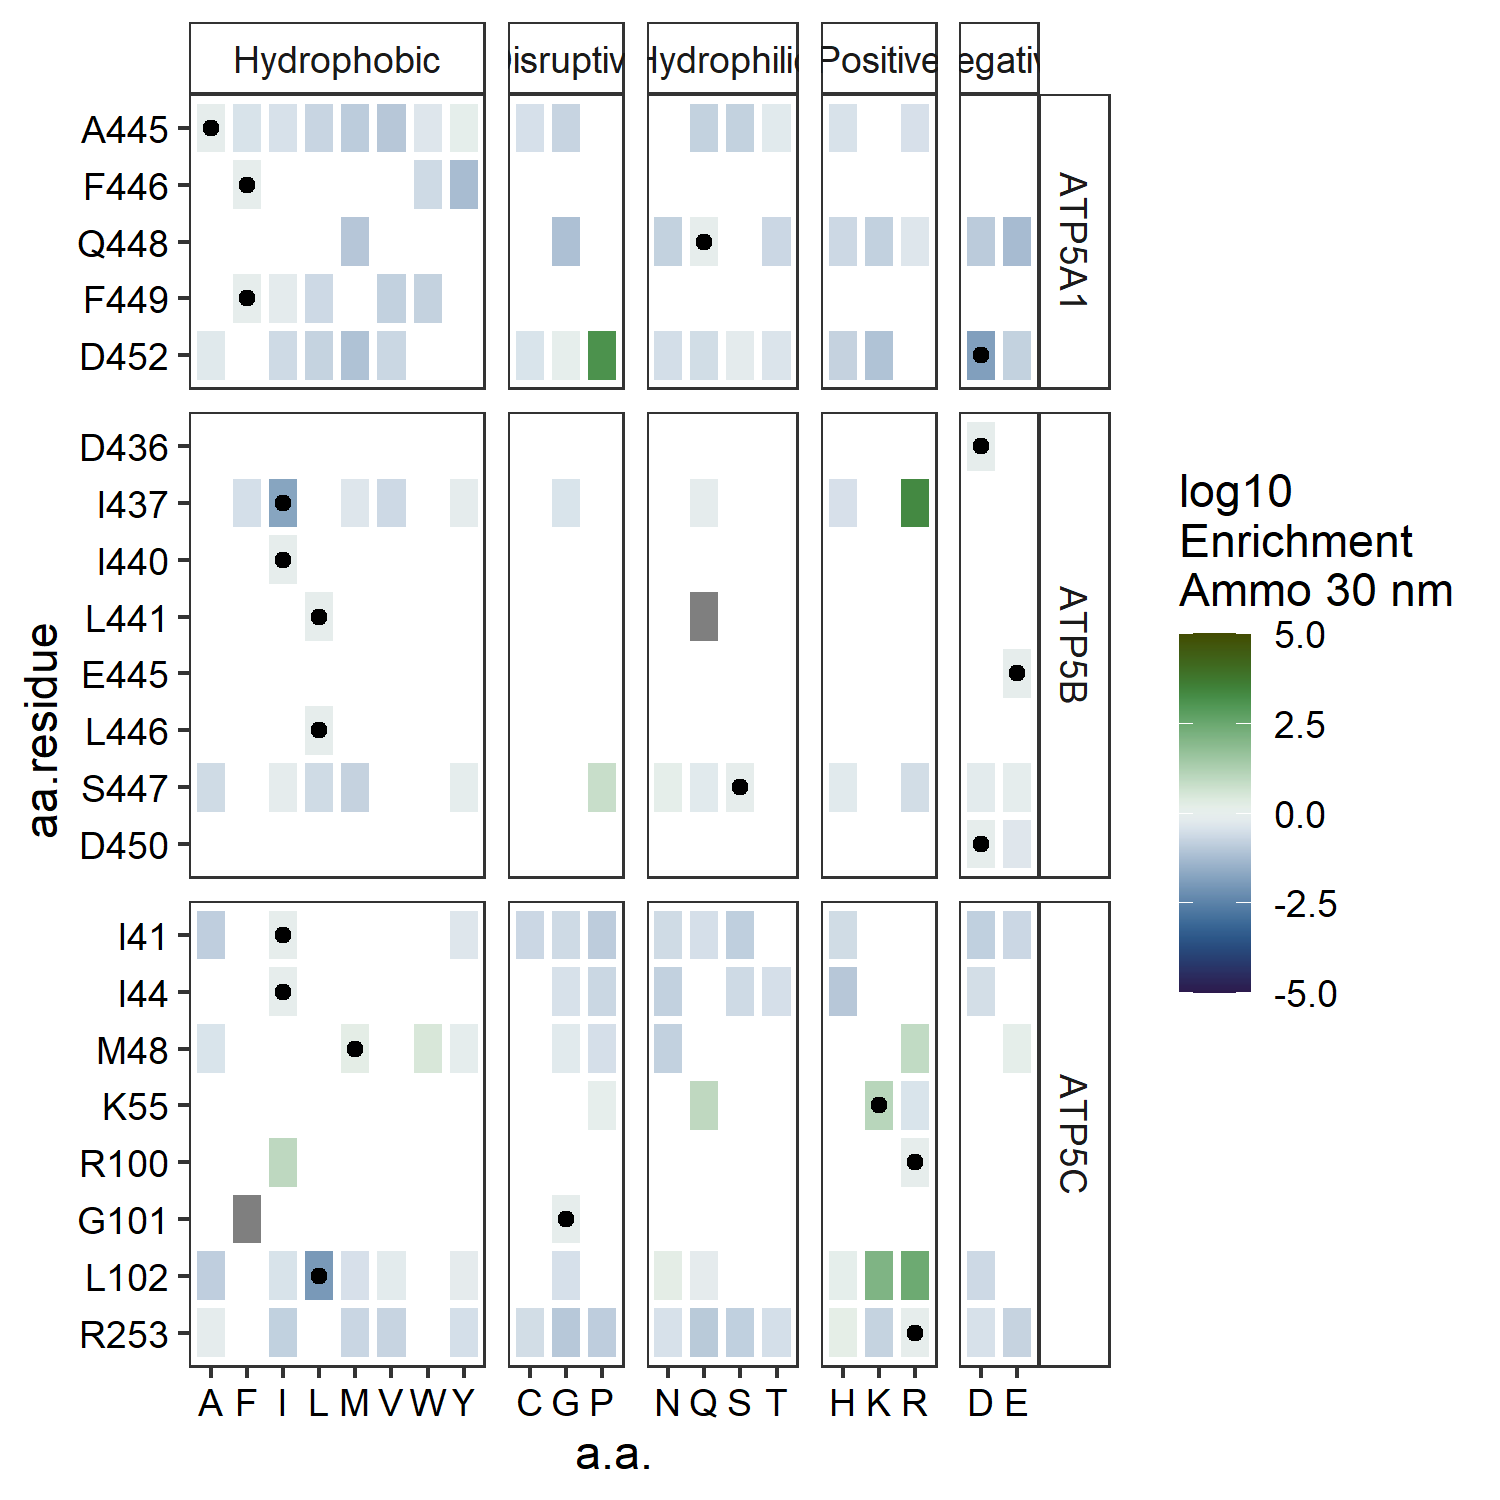 Hydrophobic
isruptiv
Hydrophilic
Positive
egativ
A445
F446
Q448
F449
D452
ATP5A1
D436
I437
I440
L441
E445
L446
S447
D450
ATP5B
I41
I44
M48
K55
R100
G101
L102
R253
ATP5C
A F I L M V W Y C G P N Q S T H K R D E
a.a.
aa.residue
log10
Enrichment
Ammo 30 nm
5.0
2.5
0.0
-2.5
-5.0